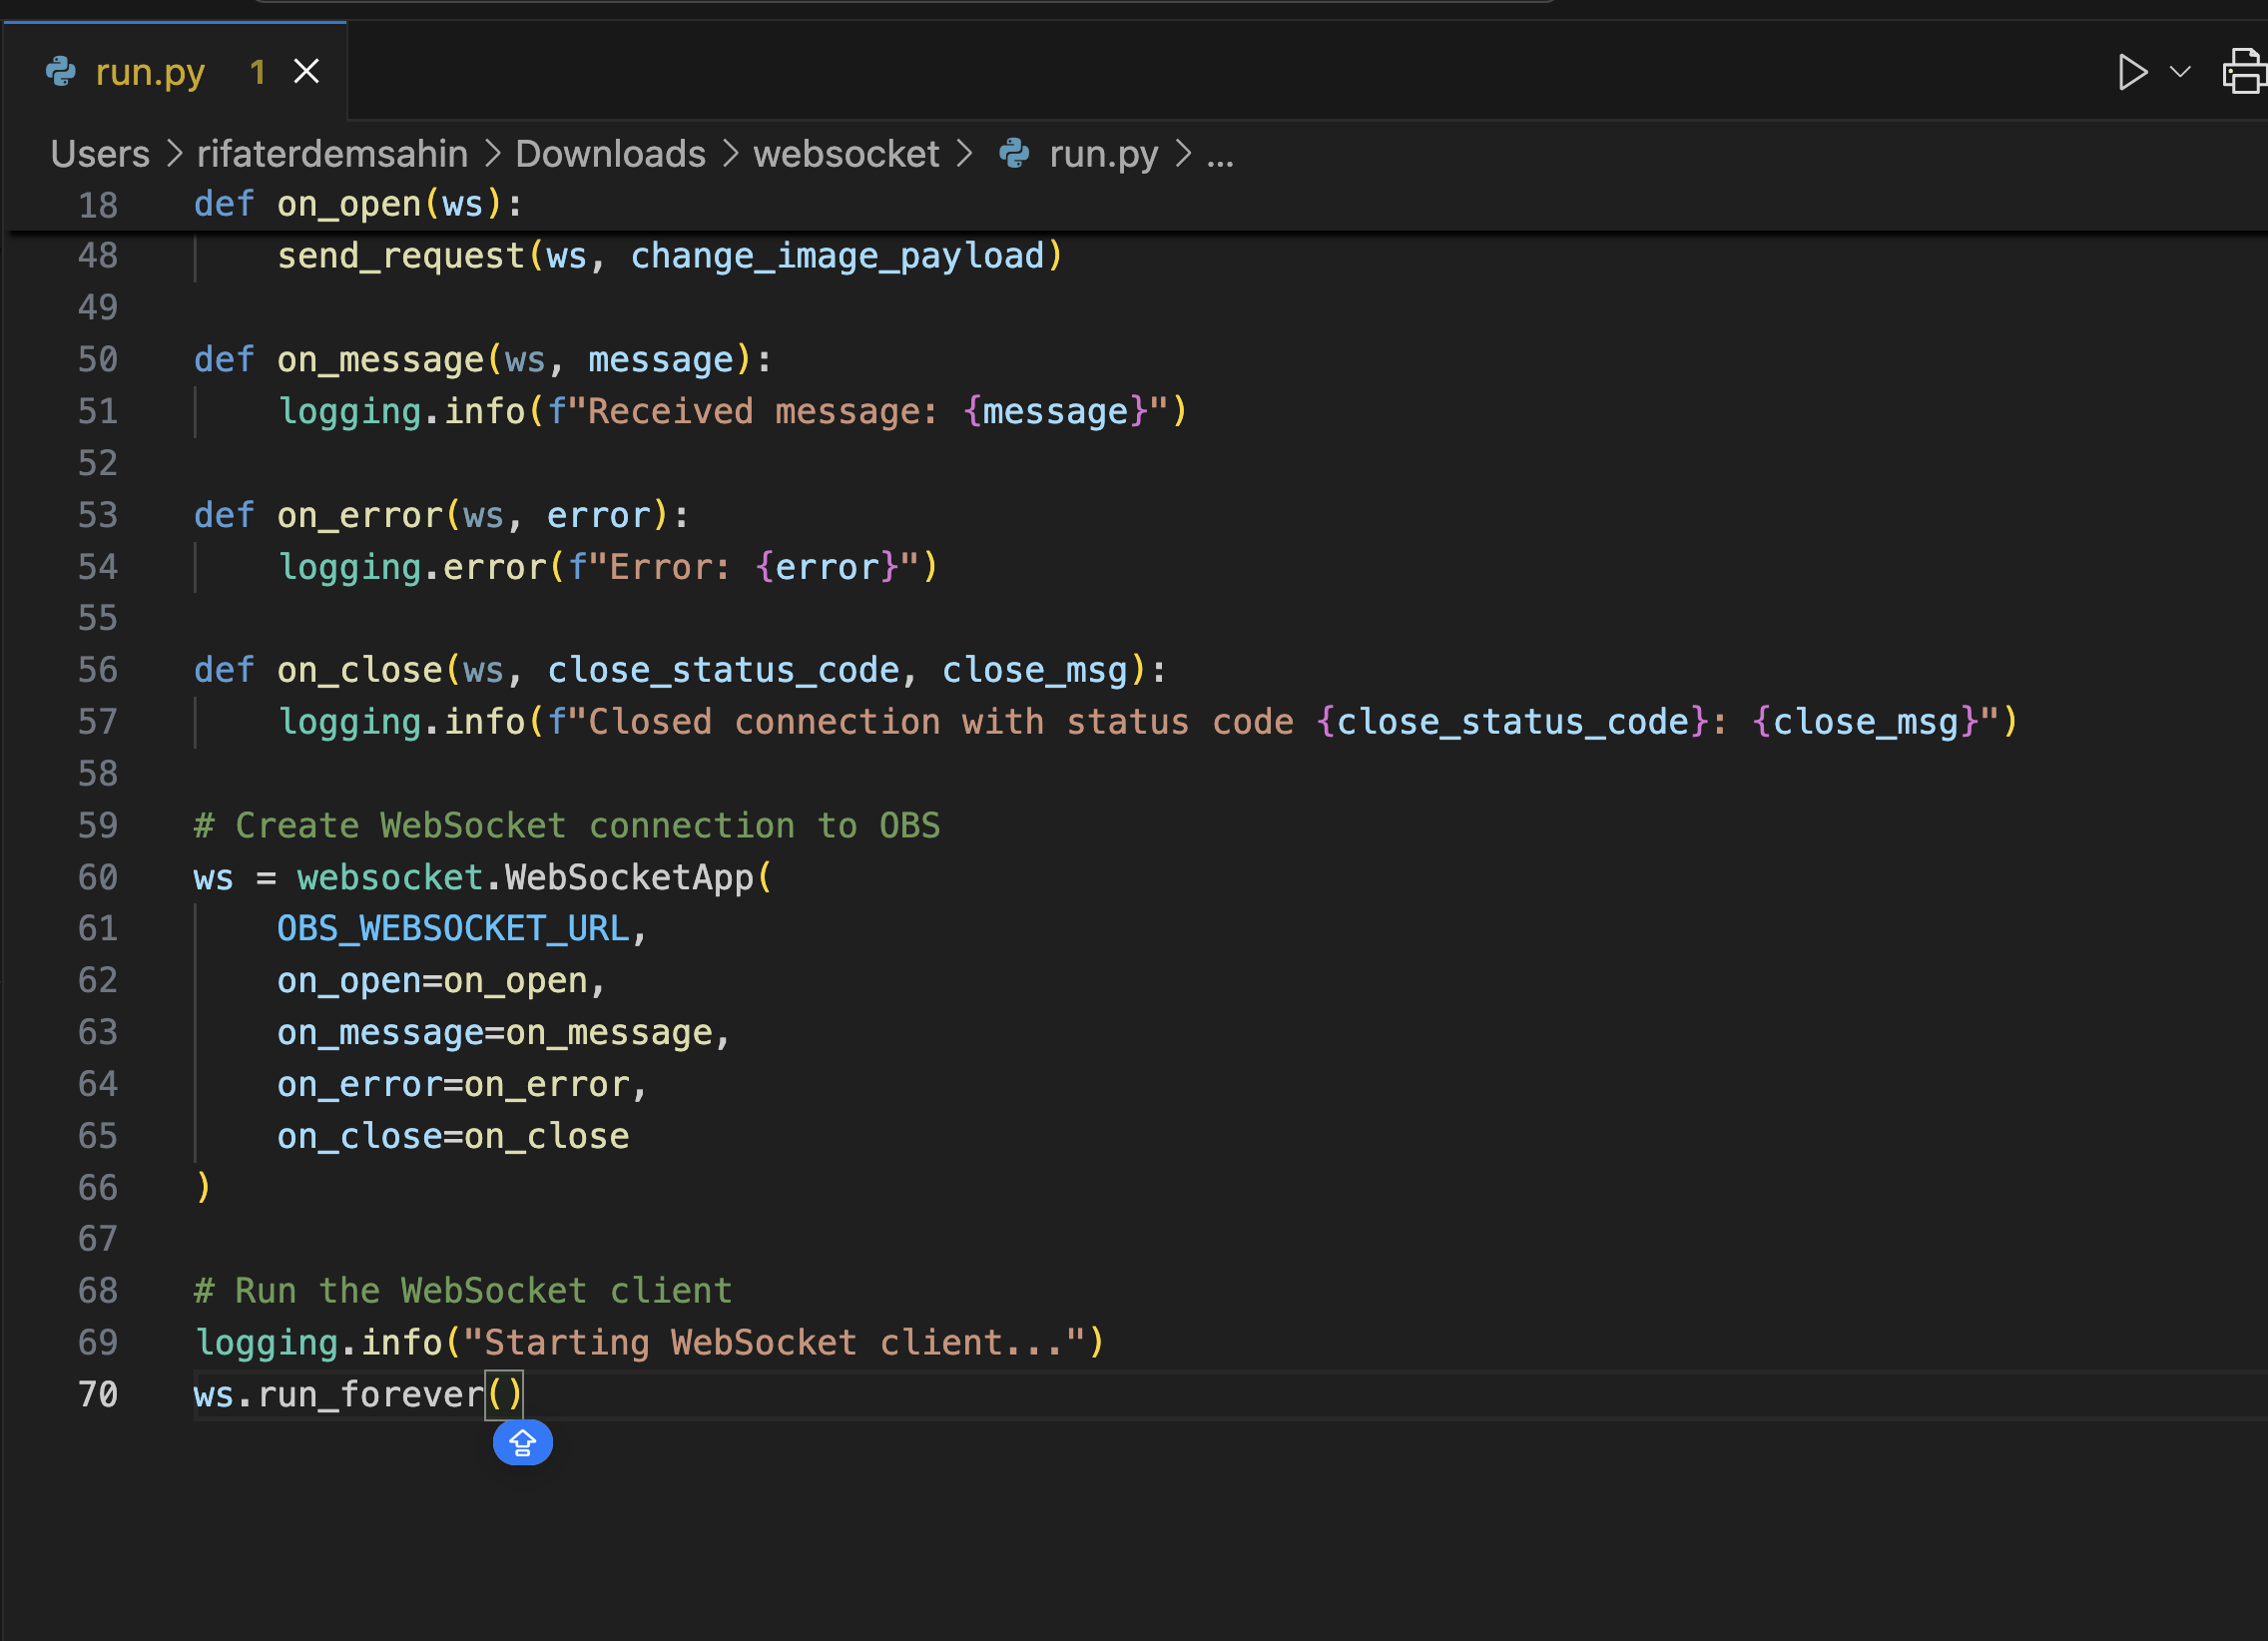 run.py 1
Users > rifaterdemsahin > Downloads > websocket > run.py > ...
18 def on_open(ws):
48     send_request(ws, change_image_payload)
49
50 def on_message(ws, message):
51     logging.info(f"Received message: {message}")
52
53 def on_error(ws, error):
54     logging.error(f"Error: {error}")
55
56 def on_close(ws, close_status_code, close_msg):
57     logging.info(f"Closed connection with status code {close_status_code}: {close_msg}")
58
59 # Create WebSocket connection to OBS
60 ws = websocket.WebSocketApp(
61     OBS_WEBSOCKET_URL,
62     on_open=on_open,
63     on_message=on_message,
64     on_error=on_error,
65     on_close=on_close
66 )
67
68 # Run the WebSocket client
69 logging.info("Starting WebSocket client...")
70 ws.run_forever()